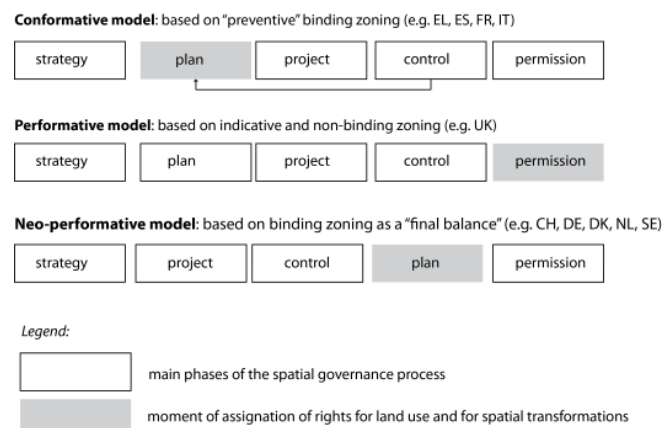 Conformative model: based on “preventive” binding zoning (e.g. EL, ES, FR, IT)
strategy plan project control permission
Performative model: based on indicative and non-binding zoning (e.g. UK)
strategy plan project control permission
Neo-performative model: based on binding zoning as a “final balance” (e.g. CH, DE, DK, NL, SE)
strategy project control plan permission
Legend:
main phases of the spatial governance process
moment of assignation of rights for land use and for spatial transformations